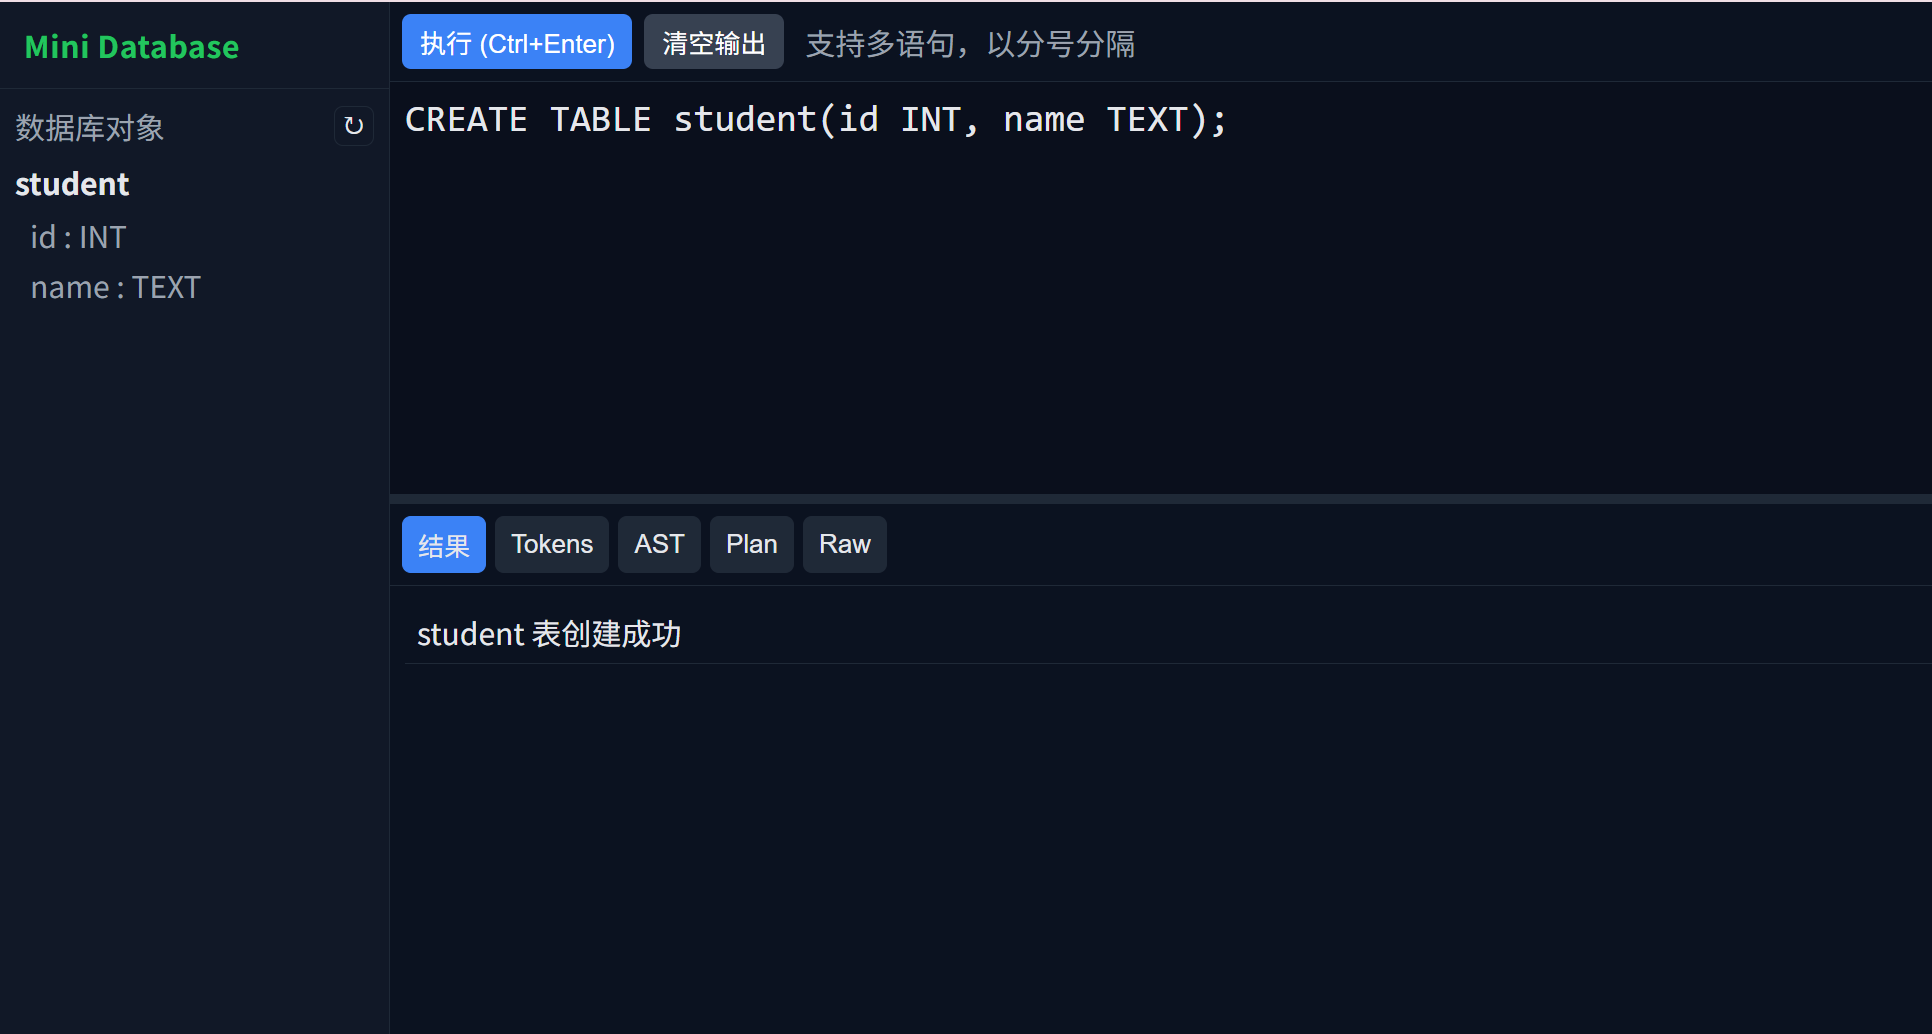 Mini Database
数据库对象
↻
student
id : INT
name : TEXT
执行 (Ctrl+Enter) 清空输出 支持多语句，以分号分隔
CREATE TABLE student(id INT, name TEXT);
结果 Tokens AST Plan Raw
student 表创建成功